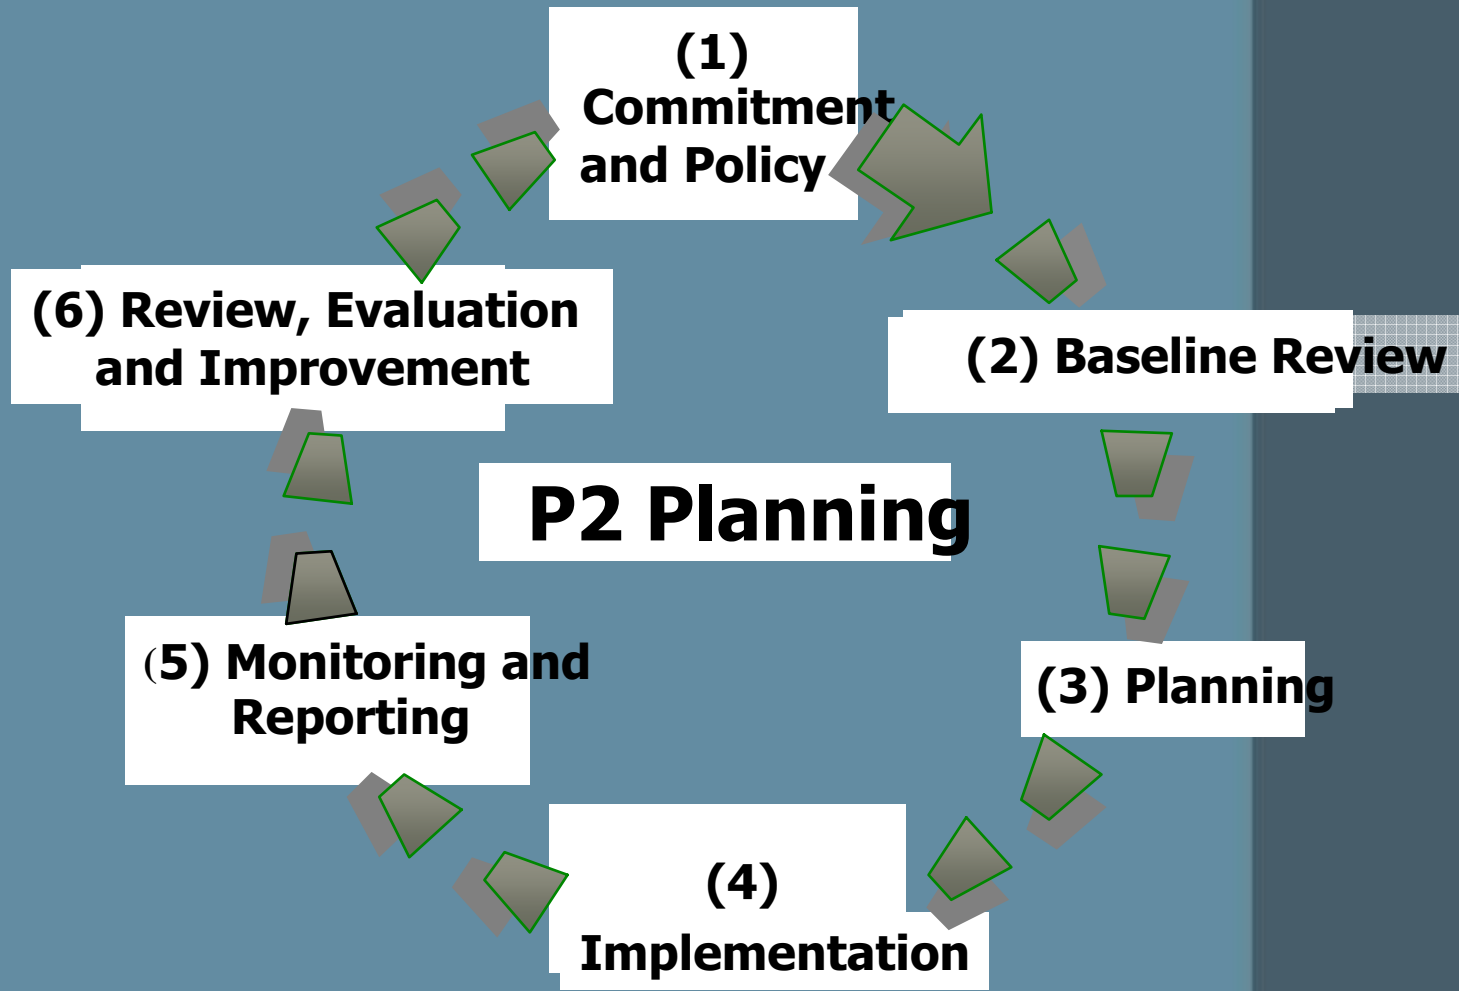 (1)
Commitment
and Policy
(2) Baseline Review
(3) Planning
(4)
Implementation
(5) Monitoring and
Reporting
(6) Review, Evaluation
and Improvement
P2 Planning